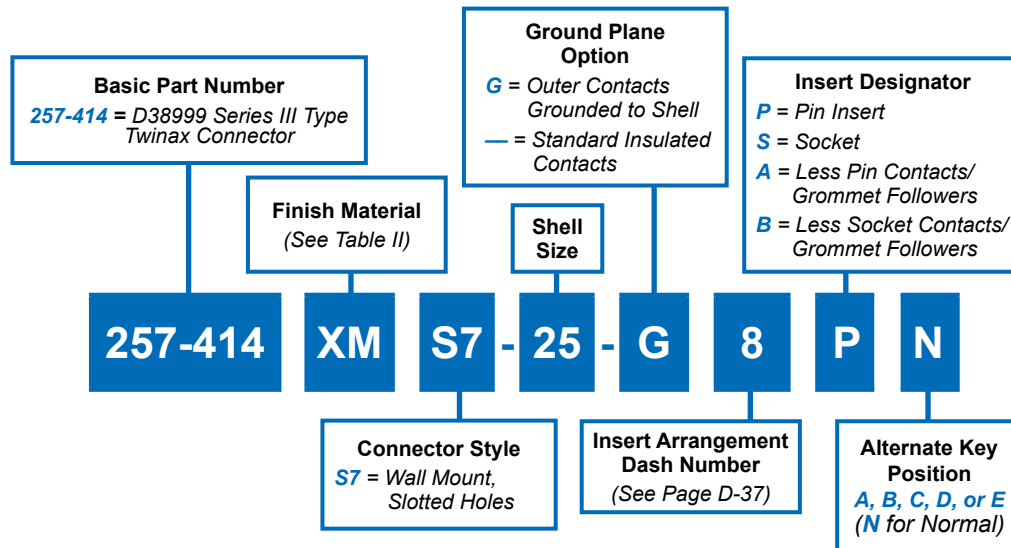 Basic Part Number
257-414 = D38999 Series III Type
Twinax Connector
Finish Material
(See Table II)
Ground Plane
Option
G = Outer Contacts
Grounded to Shell
— = Standard Insulated
Contacts
Shell
Size
Insert Designator
P = Pin Insert
S = Socket
A = Less Pin Contacts/
Grommet Followers
B = Less Socket Contacts/
Grommet Followers
257-414 XM S7 - 25 - G 8 P N
Connector Style
S7 = Wall Mount,
Slotted Holes
Insert Arrangement
Dash Number
(See Page D-37)
Alternate Key
Position
A, B, C, D, or E
(N for Normal)